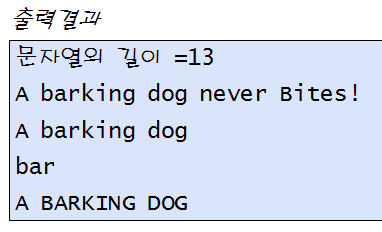 출력결과
문자열의 길이 =13
A barking dog never Bites!
A barking dog
bar
A BARKING DOG